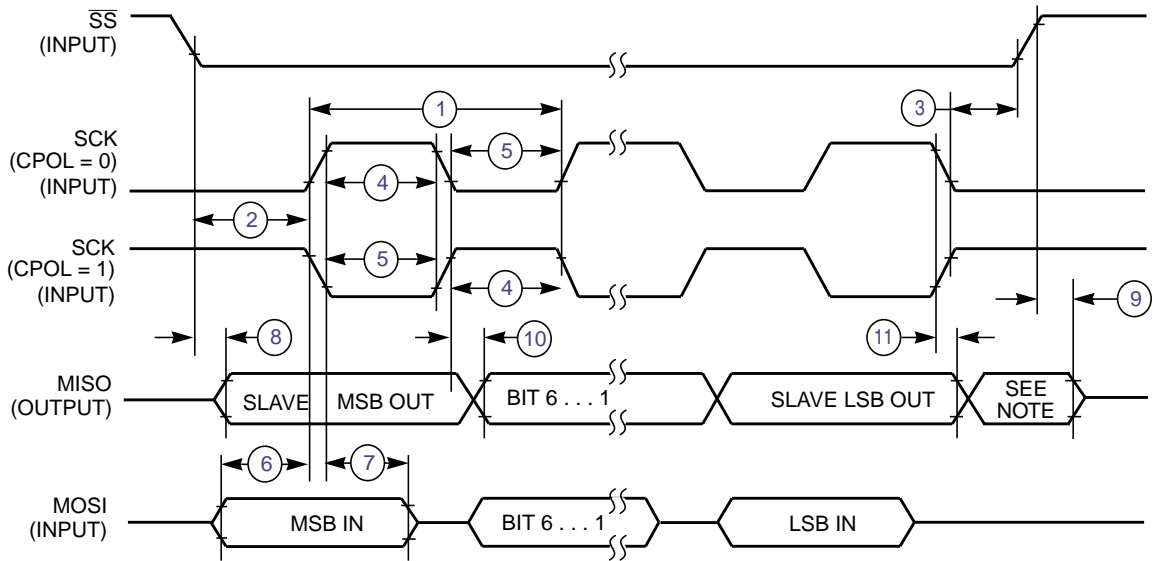 SS
(INPUT)
1
3
SCK
(CPOL = 0)
(INPUT)
5
4
2
SCK
(CPOL = 1)
(INPUT)
5
4
9
8
10
11
MISO
(OUTPUT)
SLAVE MSB OUT
BIT 6 . . . 1
SLAVE LSB OUT
SEE
NOTE
6
7
MOSI
(INPUT)
MSB IN
BIT 6 . . . 1
LSB IN